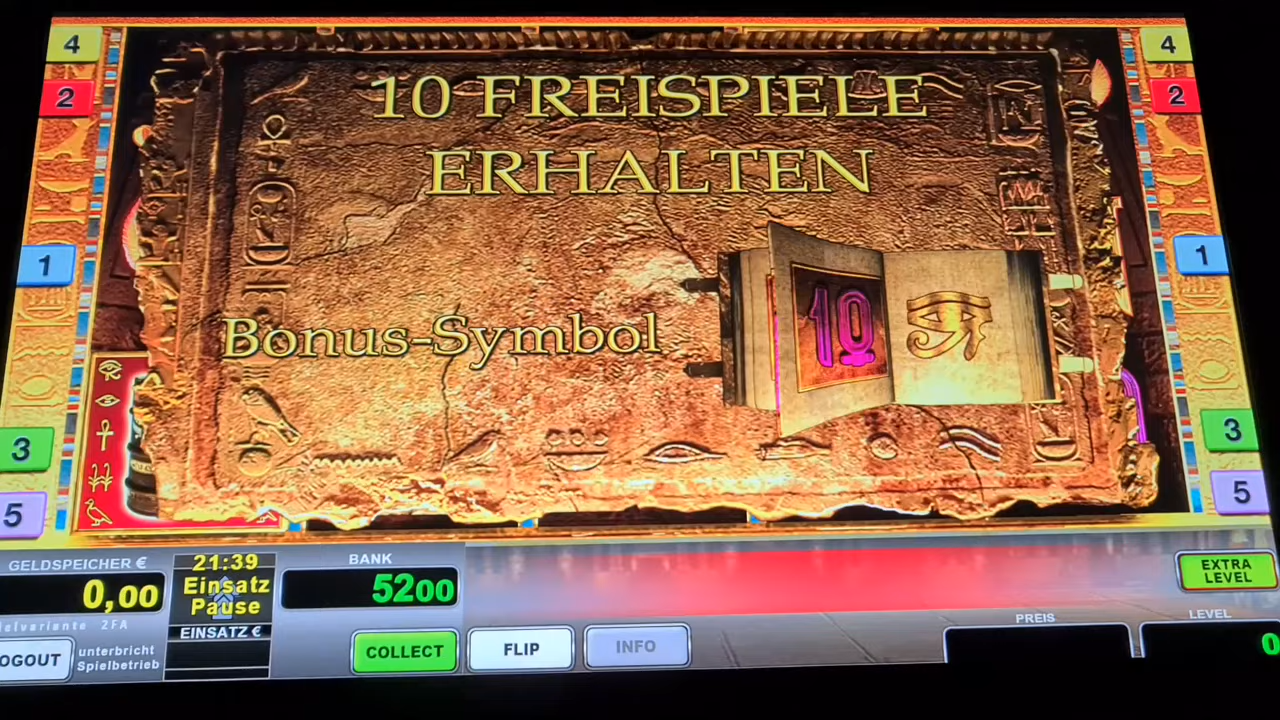 10 FREISPIELE
ERHALTEN
Bonus-Symbol
10
4
2
1
3
5
4
2
1
3
5
GELDSPEICHER €
0,00
21:39
Einsatz
Pause
EINSATZ €
BANK
5200
2FA
OGOUT
unterbricht
Spielbetrieb
COLLECT
FLIP
INFO
PREIS
LEVEL
0
EXTRA
LEVEL